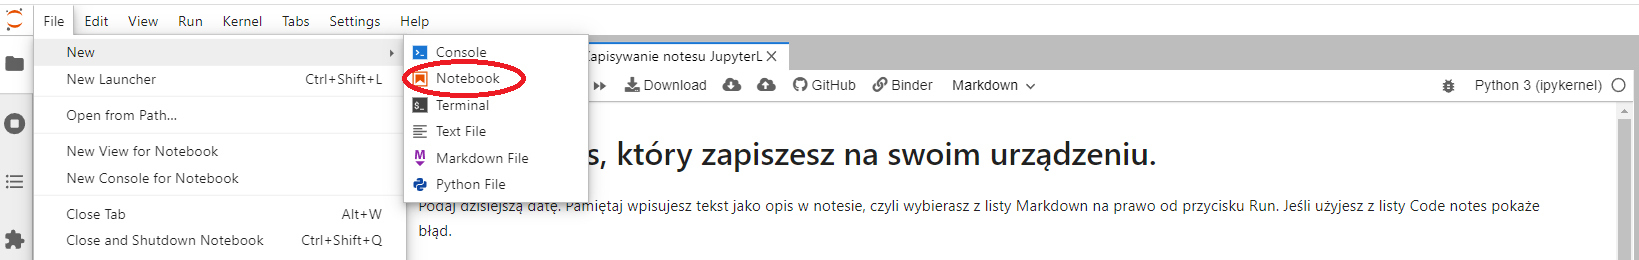 File Edit View Run Kernel Tabs Settings Help
New
New Launcher Ctrl+Shift+L
Open from Path...
New View for Notebook
New Console for Notebook
Close Tab Alt+W
Close and Shutdown Notebook Ctrl+Shift+Q
Console
Notebook
Terminal
Text File
Markdown File
Python File
apisywanie notesu JupyterL
Download GitHub Binder Markdown Python 3 (ipykernel)
s, który zapiszesz na swoim urządzeniu.
Podaj dzisiejszą datę. Pamiętaj wpisujesz tekst jako opis w notesie, czyli wybierasz z listy Markdown na prawo od przycisku Run. Jeśli użyjesz z listy Code notes pokaże
błąd.